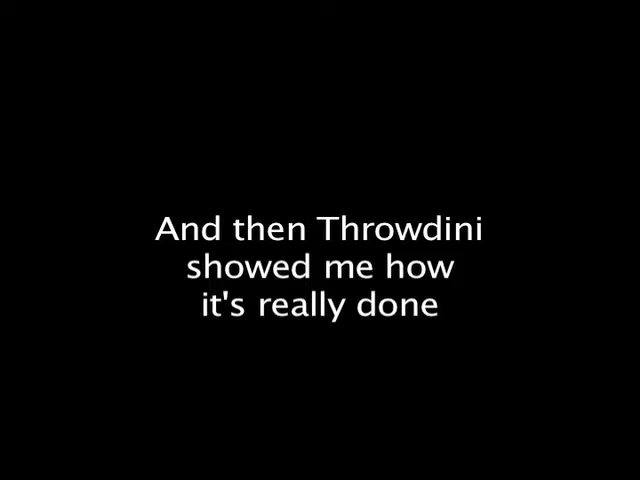 And then Throwdini
showed me how
it's really done